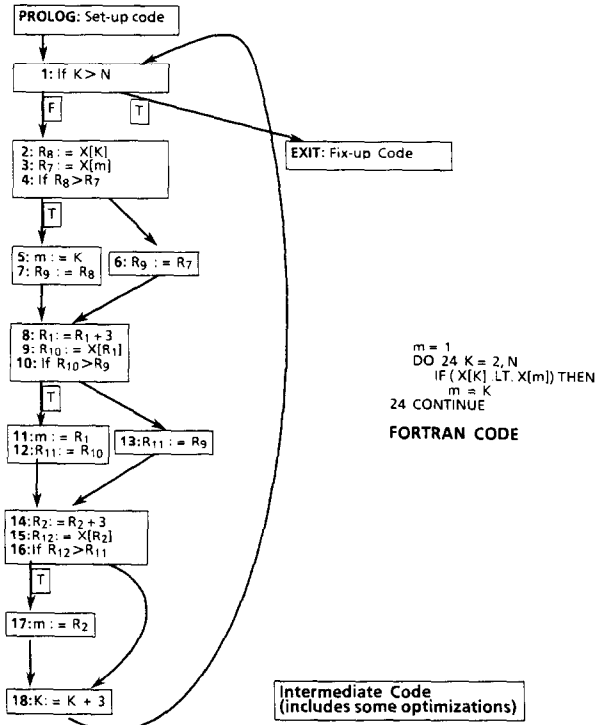 PROLOG: Set-up code
1: If K > N
F
T
EXIT: Fix-up Code
2: R8 := X[K]
3: R7 := X[m]
4: If R8>R7
T
5: m := K
7: R9 := R8
6: R9 := R7
8: R1 := R1 + 3
9: R10 := X[R1]
10: If R10>R9
T
11: m := R1
12: R11 := R10
13: R11 := R9
14: R2 := R2 + 3
15: R12 := X[R2]
16: If R12>R11
T
17: m := R2
18: K := K + 3
m = 1
DO 24 K = 2, N
IF ( X[K] .LT. X[m]) THEN
m = K
24 CONTINUE
FORTRAN CODE
Intermediate Code
(includes some optimizations)